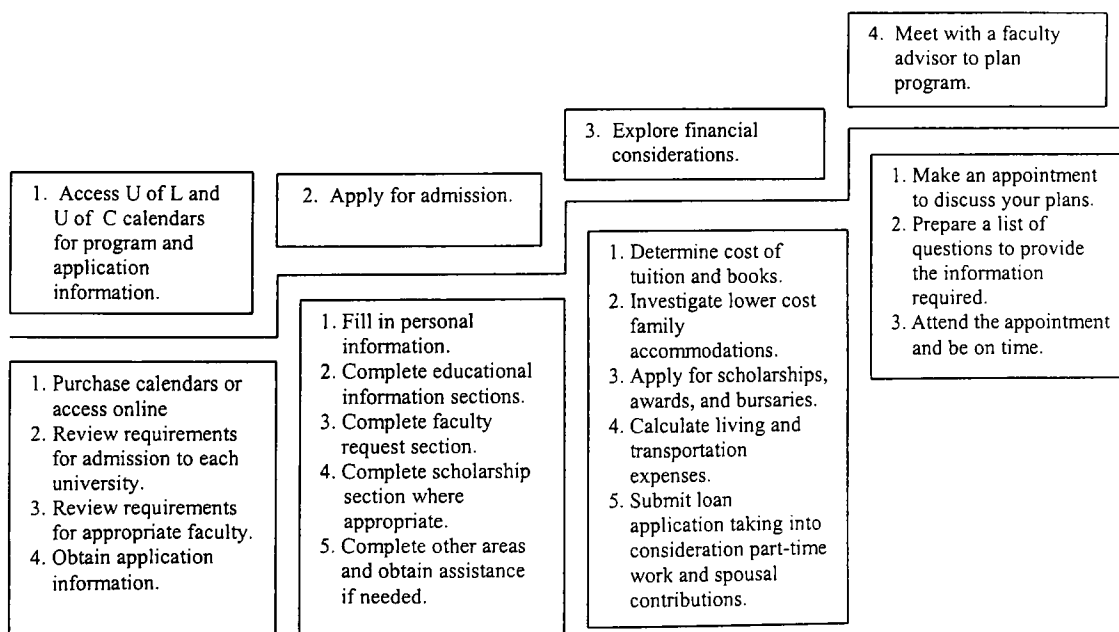 1. Access U of L and
U of C calendars
for program and
application
information.
1. Purchase calendars or
access online
2. Review requirements
for admission to each
university.
3. Review requirements
for appropriate faculty.
4. Obtain application
information.
2. Apply for admission.
1. Fill in personal
information.
2. Complete educational
information sections.
3. Complete faculty
request section.
4. Complete scholarship
section where
appropriate.
5. Complete other areas
and obtain assistance
if needed.
3. Explore financial
considerations.
1. Determine cost of
tuition and books.
2. Investigate lower cost
family
accommodations.
3. Apply for scholarships,
awards, and bursaries.
4. Calculate living and
transportation
expenses.
5. Submit loan
application taking into
consideration part-time
work and spousal
contributions.
4. Meet with a faculty
advisor to plan
program.
1. Make an appointment
to discuss your plans.
2. Prepare a list of
questions to provide
the information
required.
3. Attend the appointment
and be on time.